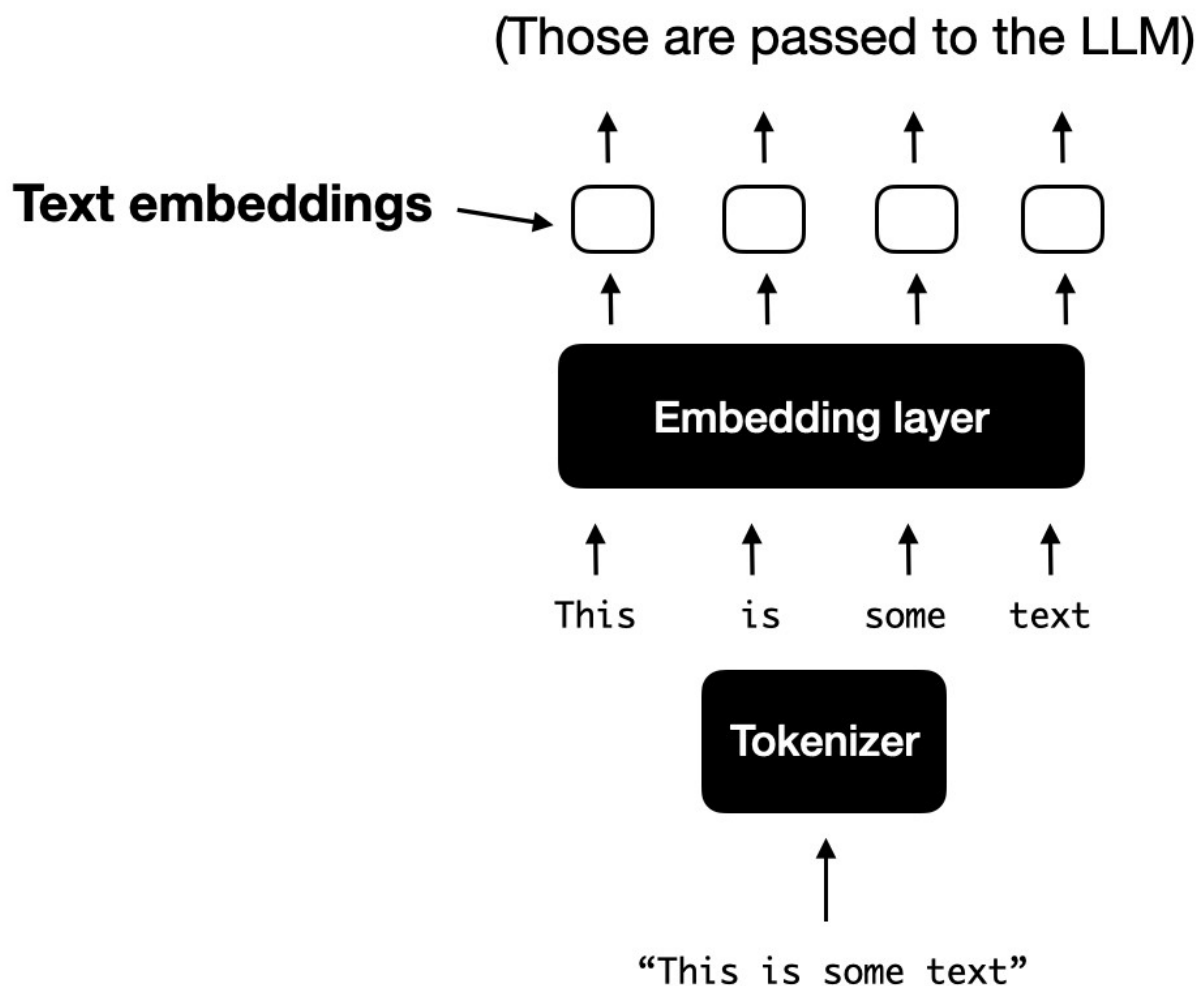 (Those are passed to the LLM)
Text embeddings
Embedding layer
This is some text
Tokenizer
“This is some text”